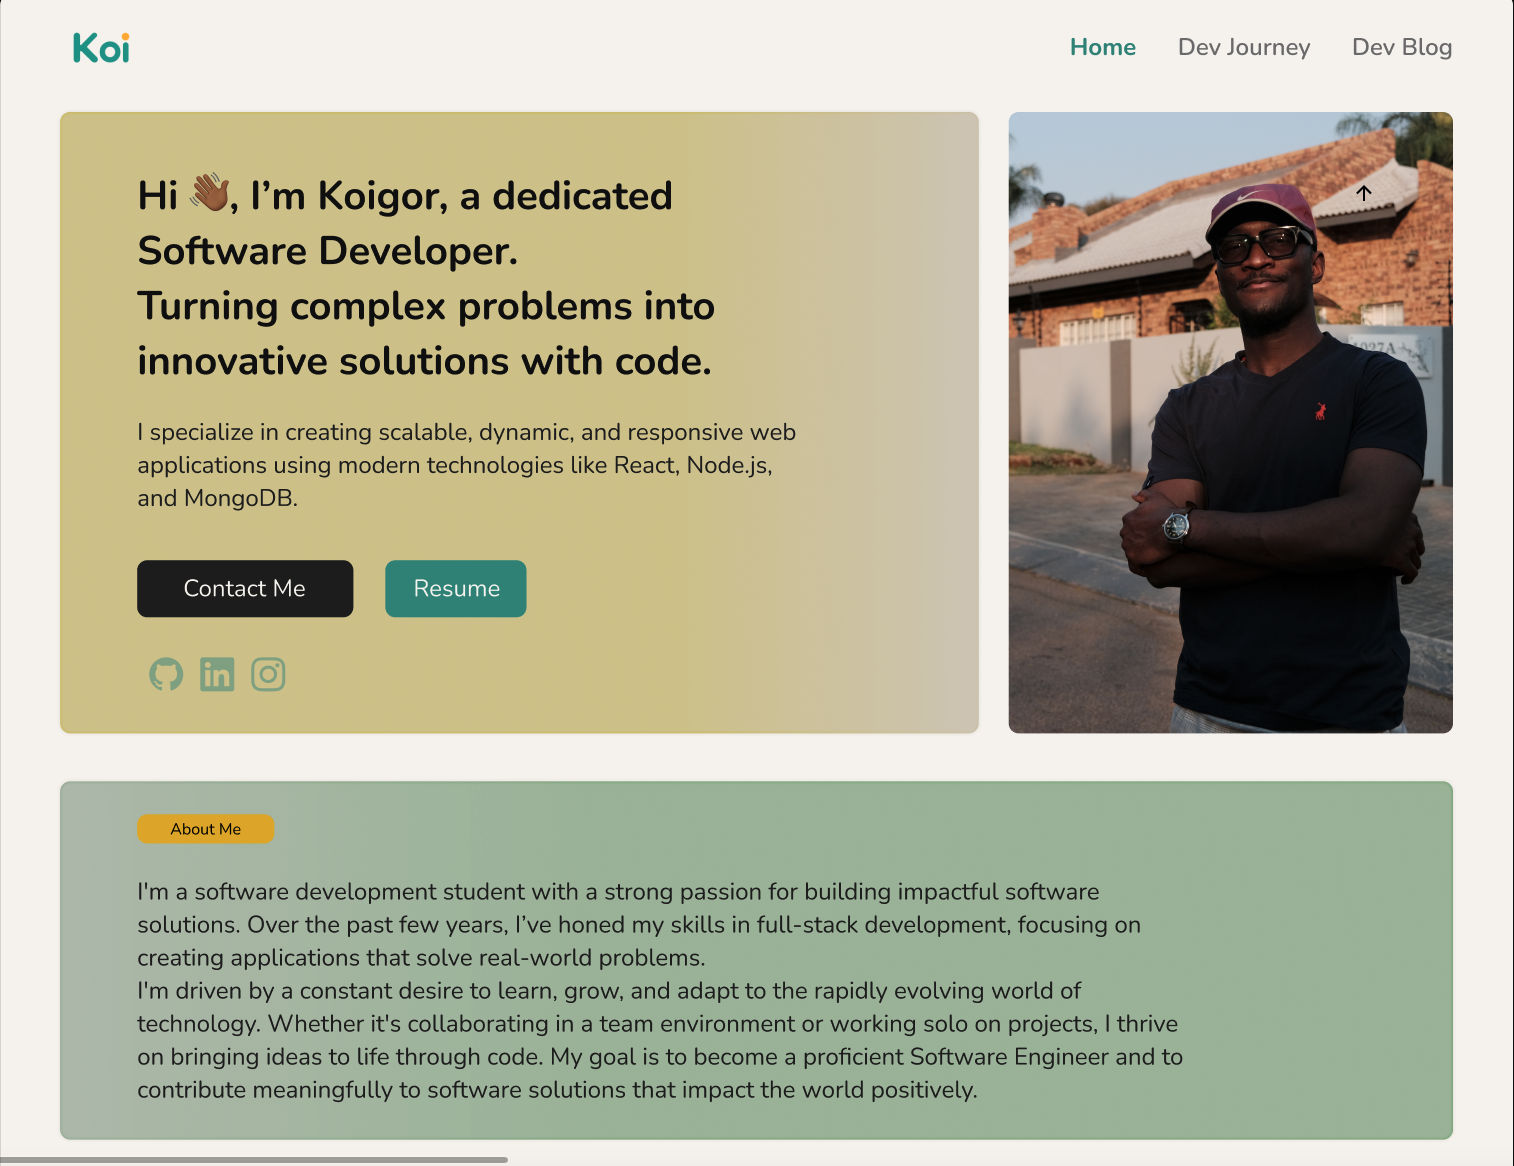 Koi
Home Dev Journey Dev Blog
Hi 👋🏾, I’m Koigor, a dedicated
Software Developer.
Turning complex problems into
innovative solutions with code.
I specialize in creating scalable, dynamic, and responsive web
applications using modern technologies like React, Node.js,
and MongoDB.
Contact Me
Resume
in
About Me
I'm a software development student with a strong passion for building impactful software
solutions. Over the past few years, I’ve honed my skills in full-stack development, focusing on
creating applications that solve real-world problems.
I'm driven by a constant desire to learn, grow, and adapt to the rapidly evolving world of
technology. Whether it's collaborating in a team environment or working solo on projects, I thrive
on bringing ideas to life through code. My goal is to become a proficient Software Engineer and to
contribute meaningfully to software solutions that impact the world positively.